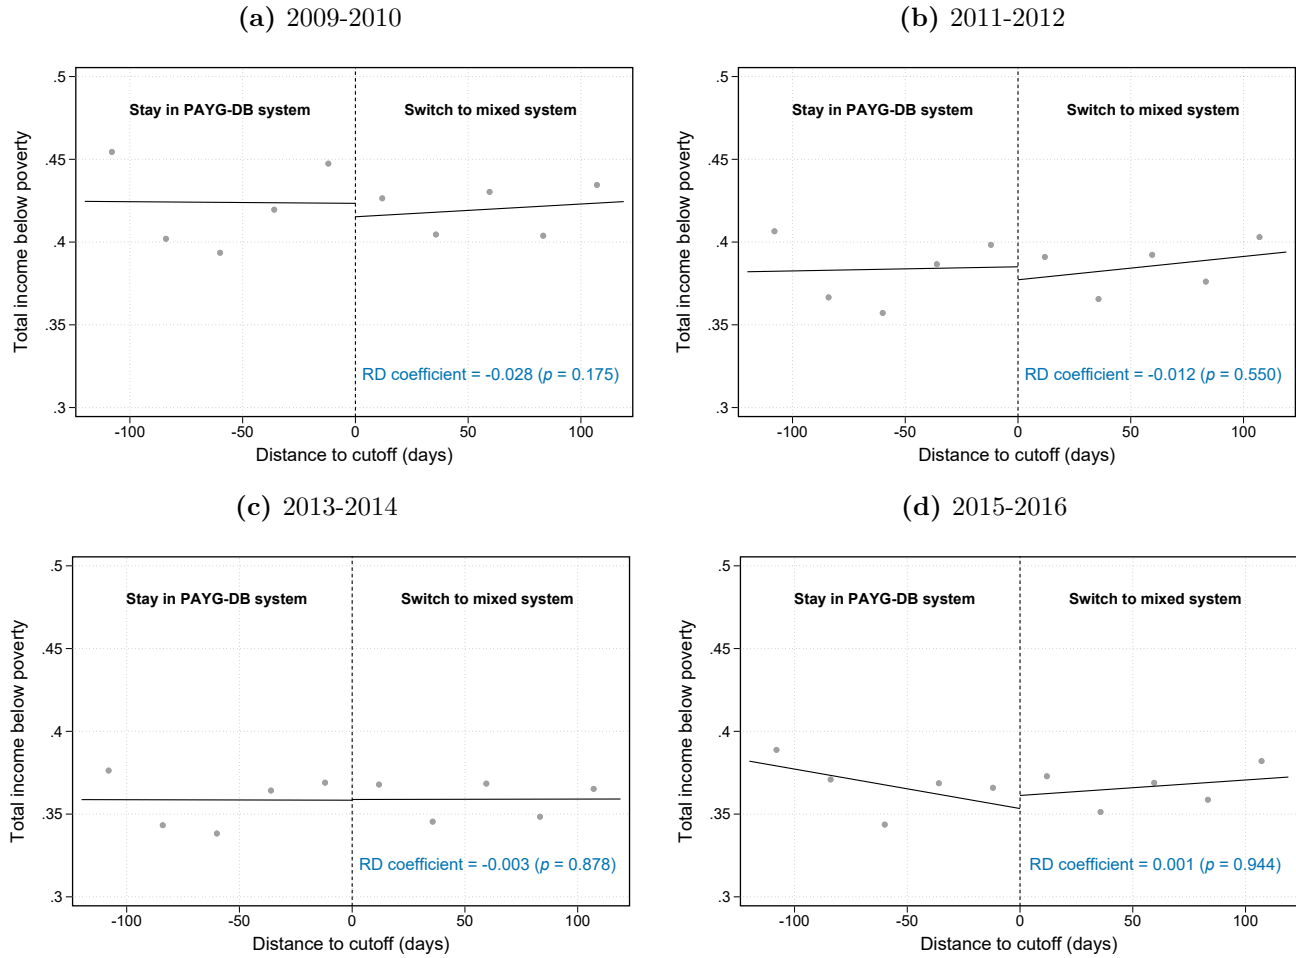 (a) 2009-2010
.5
.45
.4
.35
.3
Total income below poverty
Stay in PAYG-DB system
Switch to mixed system
RD coefficient = -0.028 (p = 0.175)
-100 -50 0 50 100
Distance to cutoff (days)
(b) 2011-2012
.5
.45
.4
.35
.3
Total income below poverty
Stay in PAYG-DB system
Switch to mixed system
RD coefficient = -0.012 (p = 0.550)
-100 -50 0 50 100
Distance to cutoff (days)
(c) 2013-2014
.5
.45
.4
.35
.3
Total income below poverty
Stay in PAYG-DB system
Switch to mixed system
RD coefficient = -0.003 (p = 0.878)
-100 -50 0 50 100
Distance to cutoff (days)
(d) 2015-2016
.5
.45
.4
.35
.3
Total income below poverty
Stay in PAYG-DB system
Switch to mixed system
RD coefficient = 0.001 (p = 0.944)
-100 -50 0 50 100
Distance to cutoff (days)